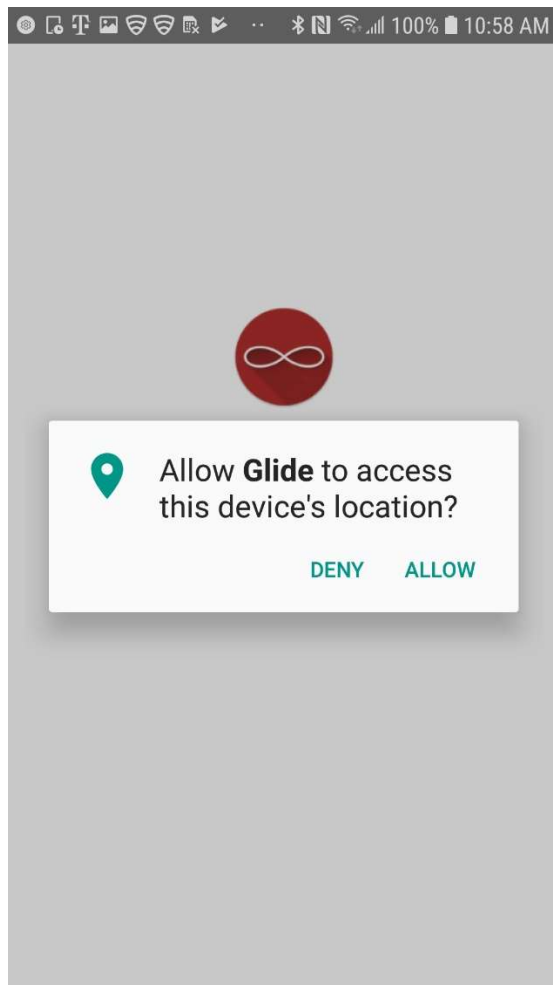 100% 10:58 AM
Allow Glide to access
this device's location?
DENY ALLOW